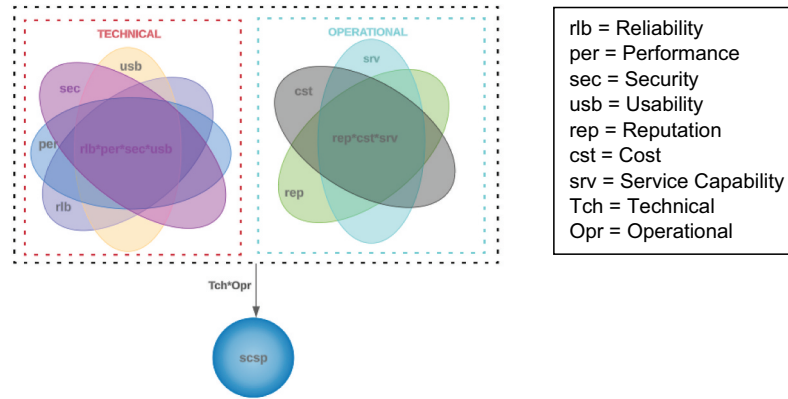 TECHNICAL
usb
sec
per
rlb*per*sec*usb
rlb
OPERATIONAL
srv
cst
rep*cst*srv
rep
Tch*Opr
scsp
rlb = Reliability
per = Performance
sec = Security
usb = Usability
rep = Reputation
cst = Cost
srv = Service Capability
Tch = Technical
Opr = Operational